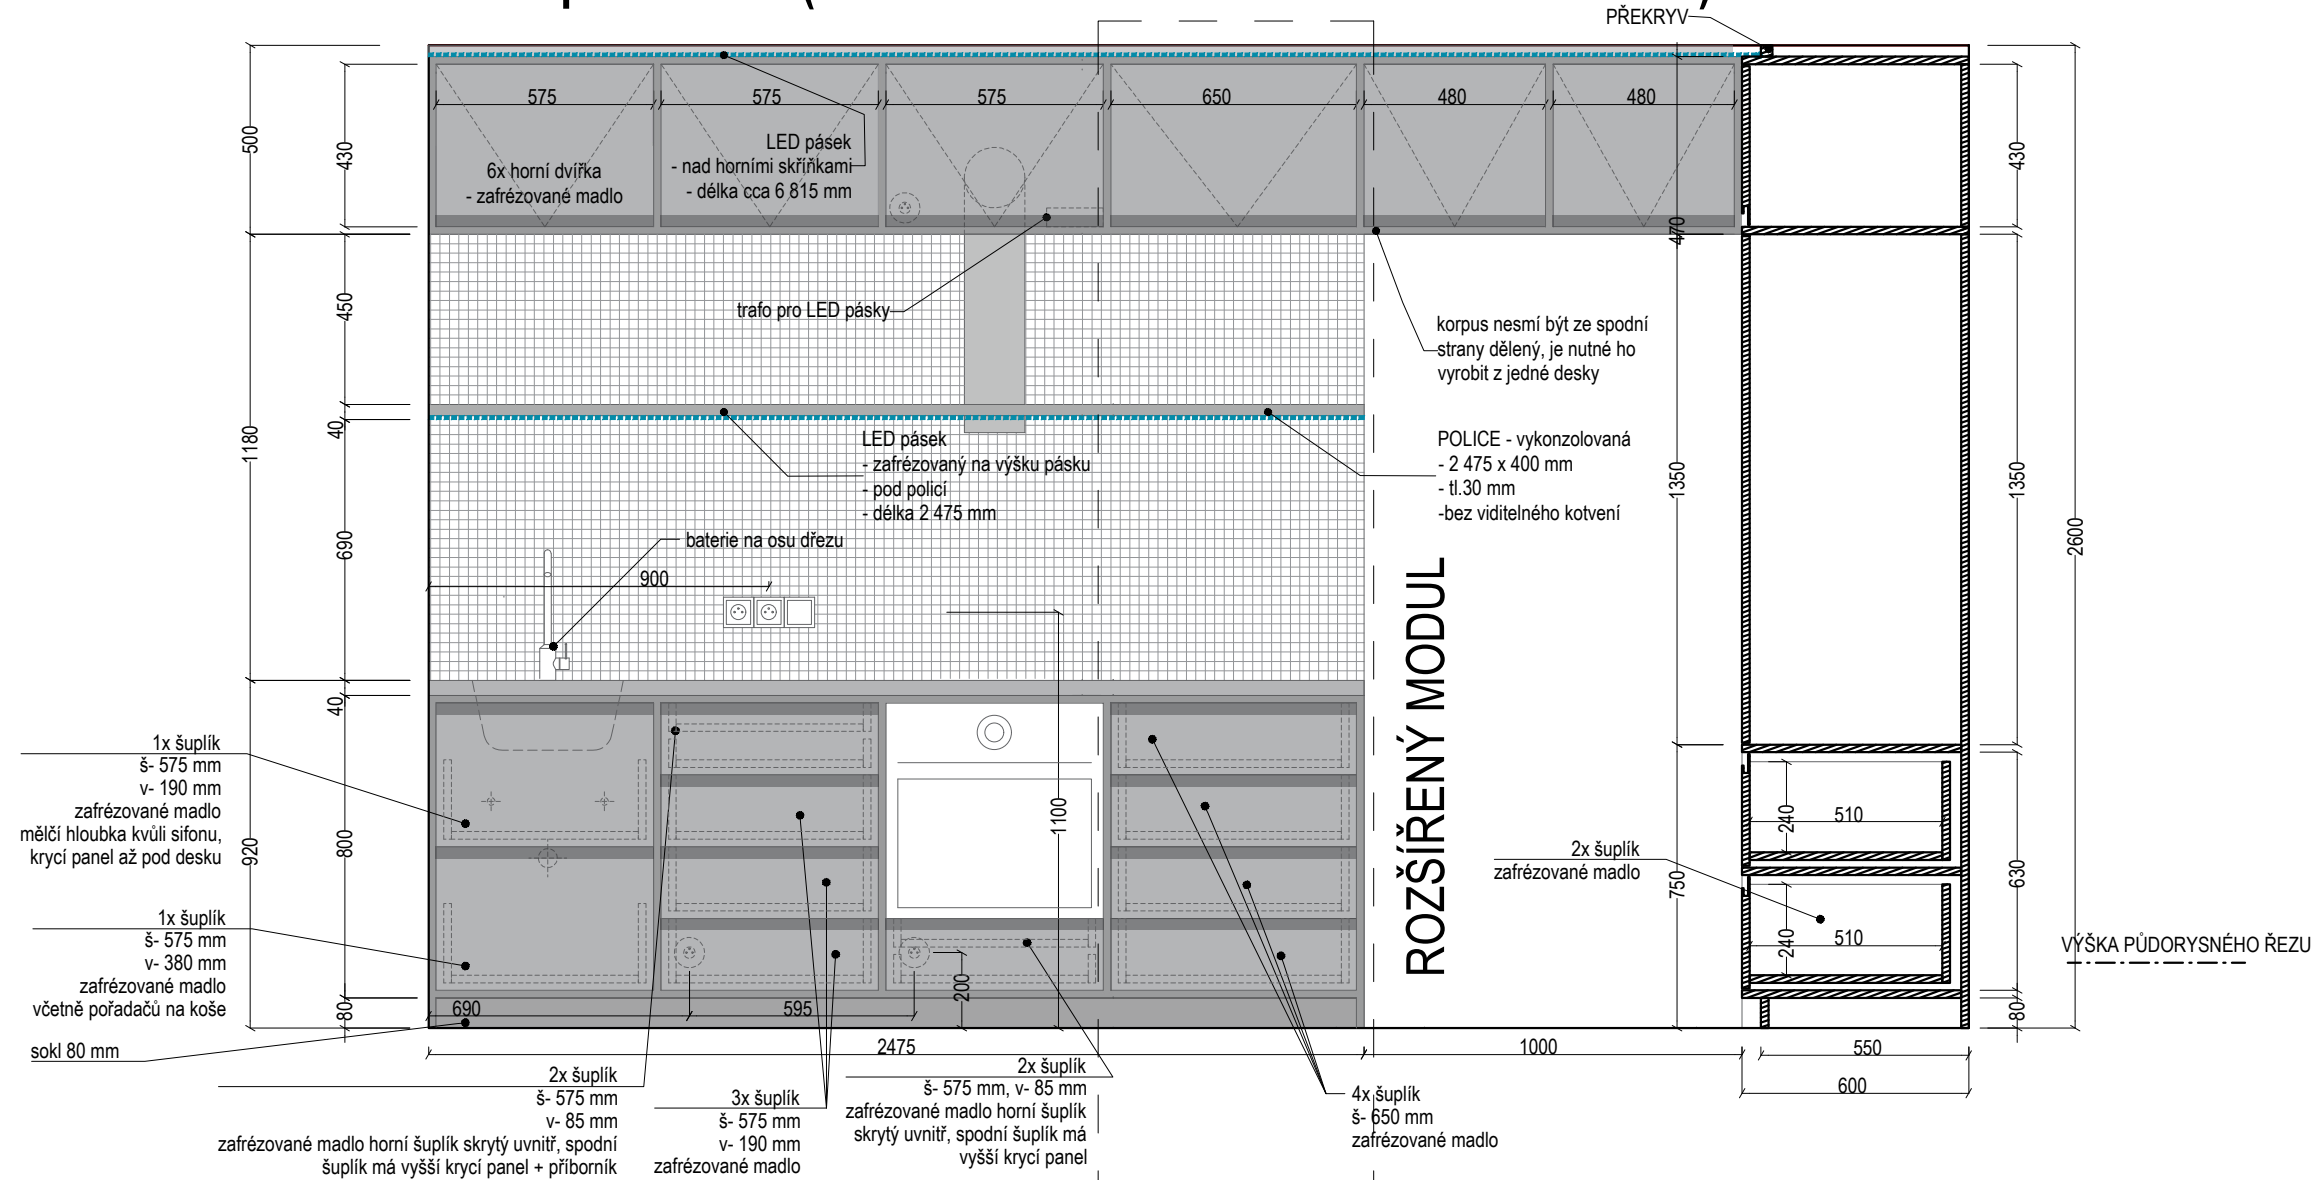 PŘEKRYV
575
575
575
650
480
480
500
430
430
LED pásek
- nad horními skříňkami
- délka cca 6 815 mm
6x horní dvířka
- zafrézované madlo
470
450
trafo pro LED pásky
korpus nesmí být ze spodní
strany dělený, je nutné ho
vyrobit z jedné desky
40
1180
LED pásek
- zafrézovaný na výšku pásku
- pod policí
- délka 2 475 mm
POLICE - vykonzolovaná
- 2 475 x 400 mm
- tl.30 mm
-bez viditelného kotvení
1350
1350
2600
690
baterie na osu dřezu
900
ROZŠÍŘENÝ MODUL
40
1x šuplík
š- 575 mm
v- 190 mm
zafrézované madlo
mělčí hloubka kvůli sifonu,
krycí panel až pod desku
920
800
1100
240
510
2x šuplík
zafrézované madlo
750
630
240
510
VÝŠKA PŮDORYSNÉHO ŘEZU
1x šuplík
š- 575 mm
v- 380 mm
zafrézované madlo
včetně pořadačů na koše
80
690
595
200
80
sokl 80 mm
2475
1000
550
600
2x šuplík
š- 575 mm
v- 85 mm
zafrézované madlo horní šuplík skrytý uvnitř, spodní
šuplík má vyšší krycí panel + příborník
3x šuplík
š- 575 mm
v- 190 mm
zafrézované madlo
2x šuplík
š- 575 mm, v- 85 mm
zafrézované madlo horní šuplík
skrytý uvnitř, spodní šuplík má
vyšší krycí panel
4x šuplík
š- 650 mm
zafrézované madlo